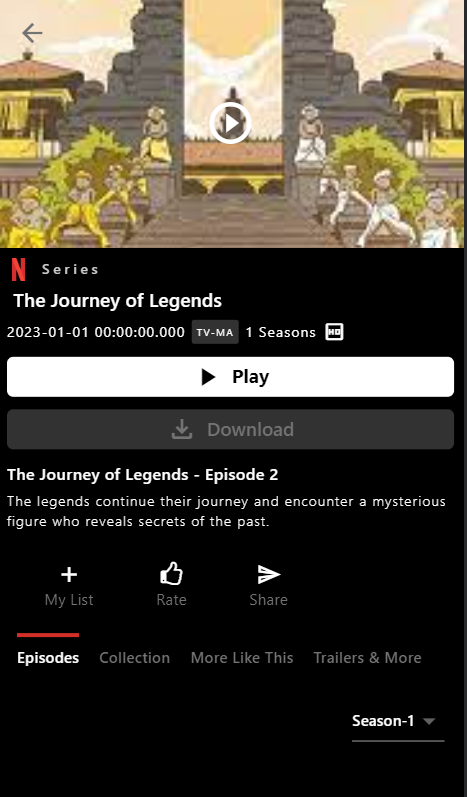 N Series
The Journey of Legends
2023-01-01 00:00:00.000 TV-MA 1 Seasons HD
Play
Download
The Journey of Legends - Episode 2
The legends continue their journey and encounter a mysterious
figure who reveals secrets of the past.
My List Rate Share
Episodes Collection More Like This Trailers & More
Season-1